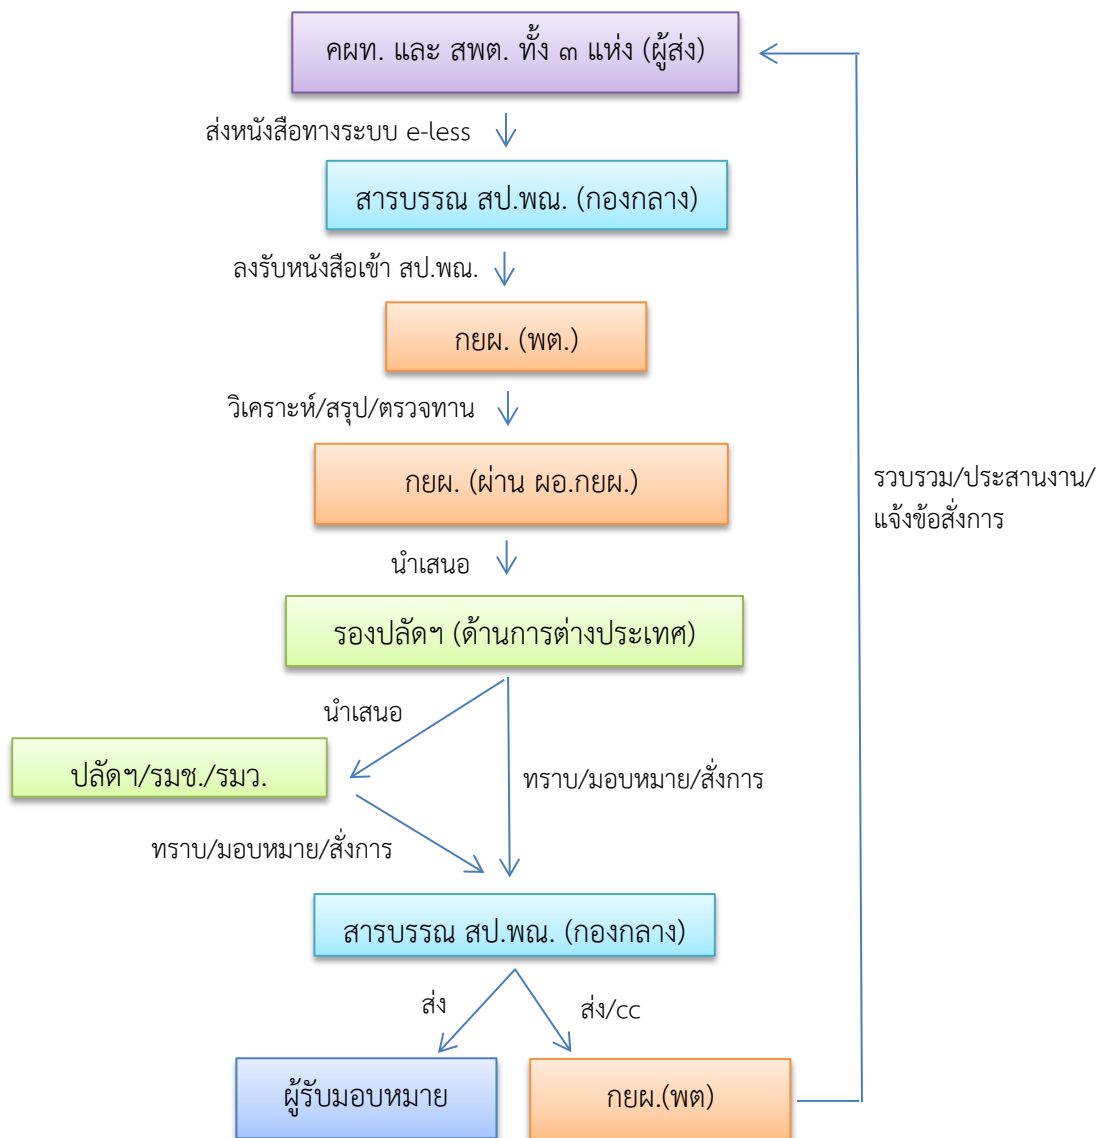 คผท. และ สพต. ทั้ง ๓ แห่ง (ผู้ส่ง)
ส่งหนังสือทางระบบ e-less
สารบรรณ สป.พณ. (กองกลาง)
ลงรับหนังสือเข้า สป.พณ.
กยผ. (พต.)
วิเคราะห์/สรุป/ตรวจทาน
กยผ. (ผ่าน ผอ.กยผ.)
รวบรวม/ประสานงาน/
แจ้งข้อสั่งการ
นำเสนอ
รองปลัดฯ (ด้านการต่างประเทศ)
นำเสนอ
ปลัดฯ/รมช./รมว.
ทราบ/มอบหมาย/สั่งการ
ทราบ/มอบหมาย/สั่งการ
สารบรรณ สป.พณ. (กองกลาง)
ส่ง
ส่ง/cc
ผู้รับมอบหมาย
กยผ.(พต)